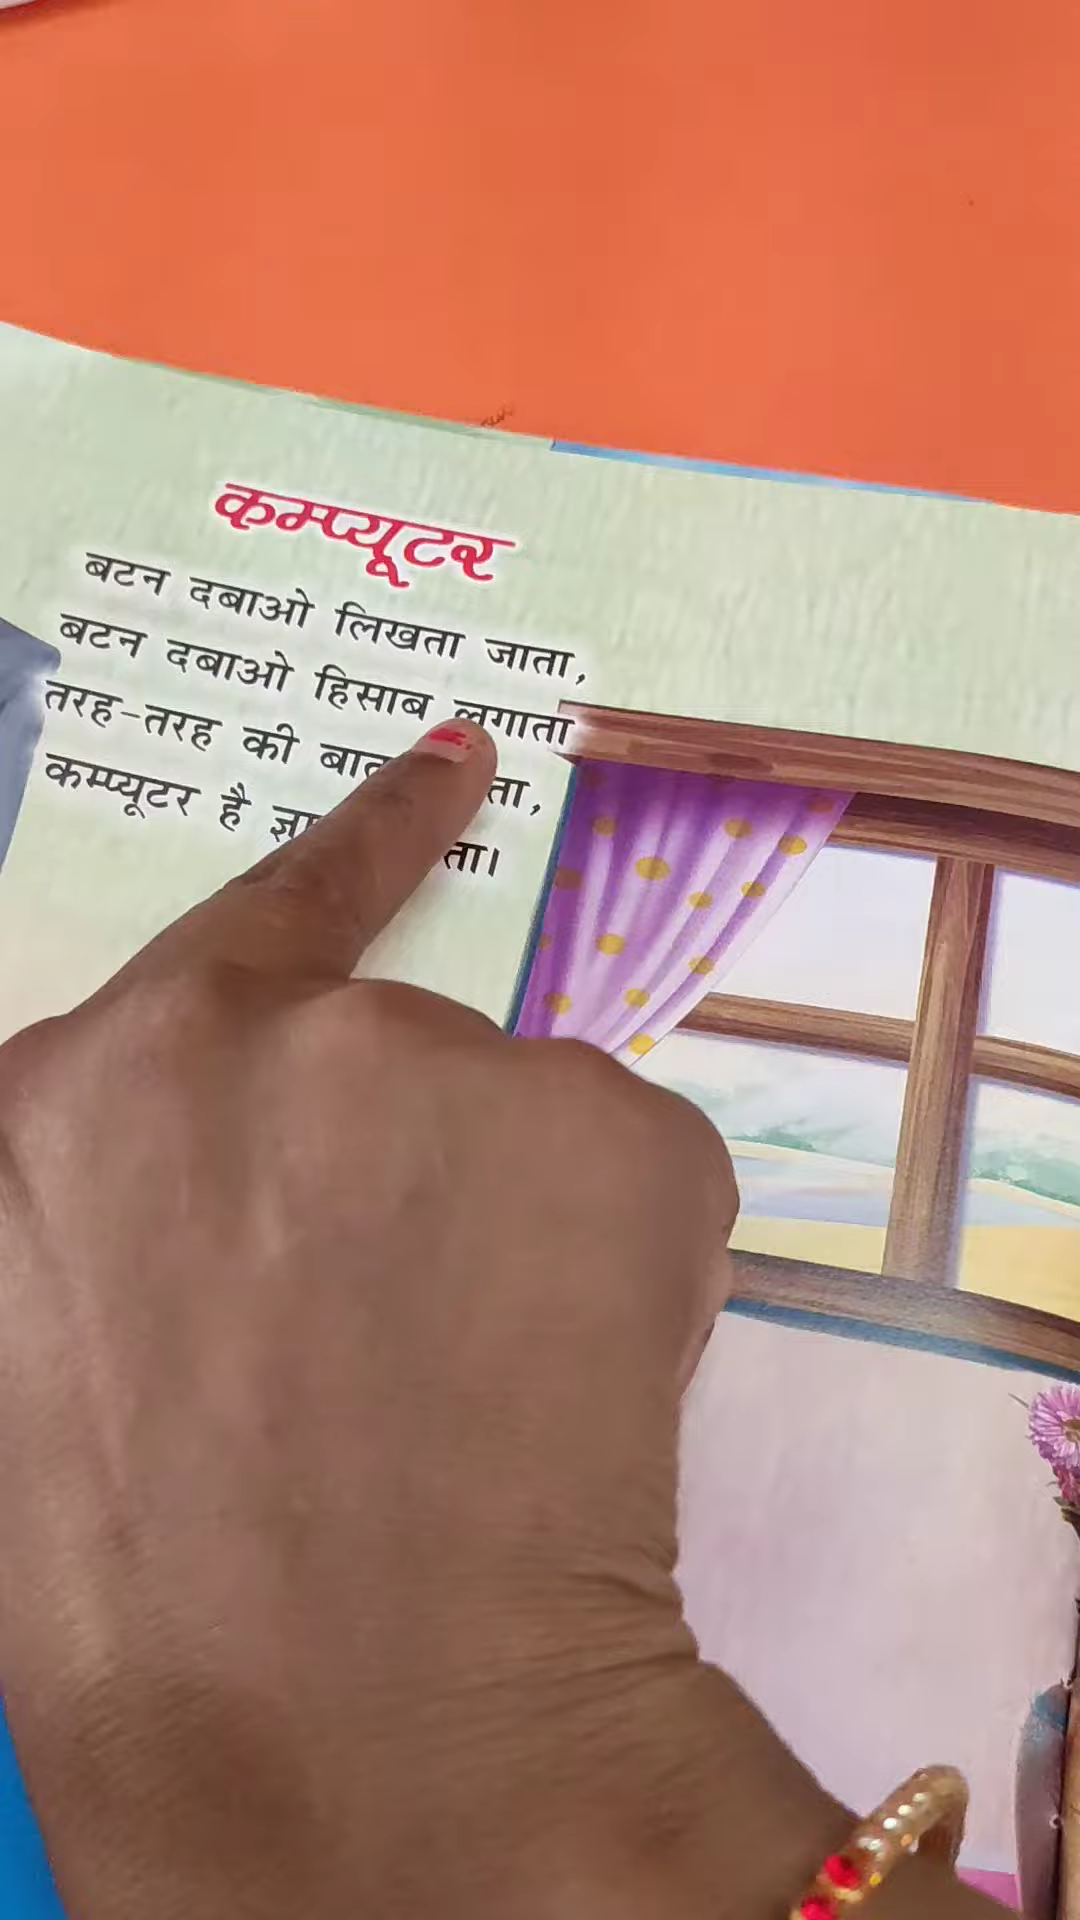 कम्प्यूटर
बटन दबाओ लिखता जाता,
बटन दबाओ हिसाब लगाता
तरह-तरह की
कम्प्यूटर है